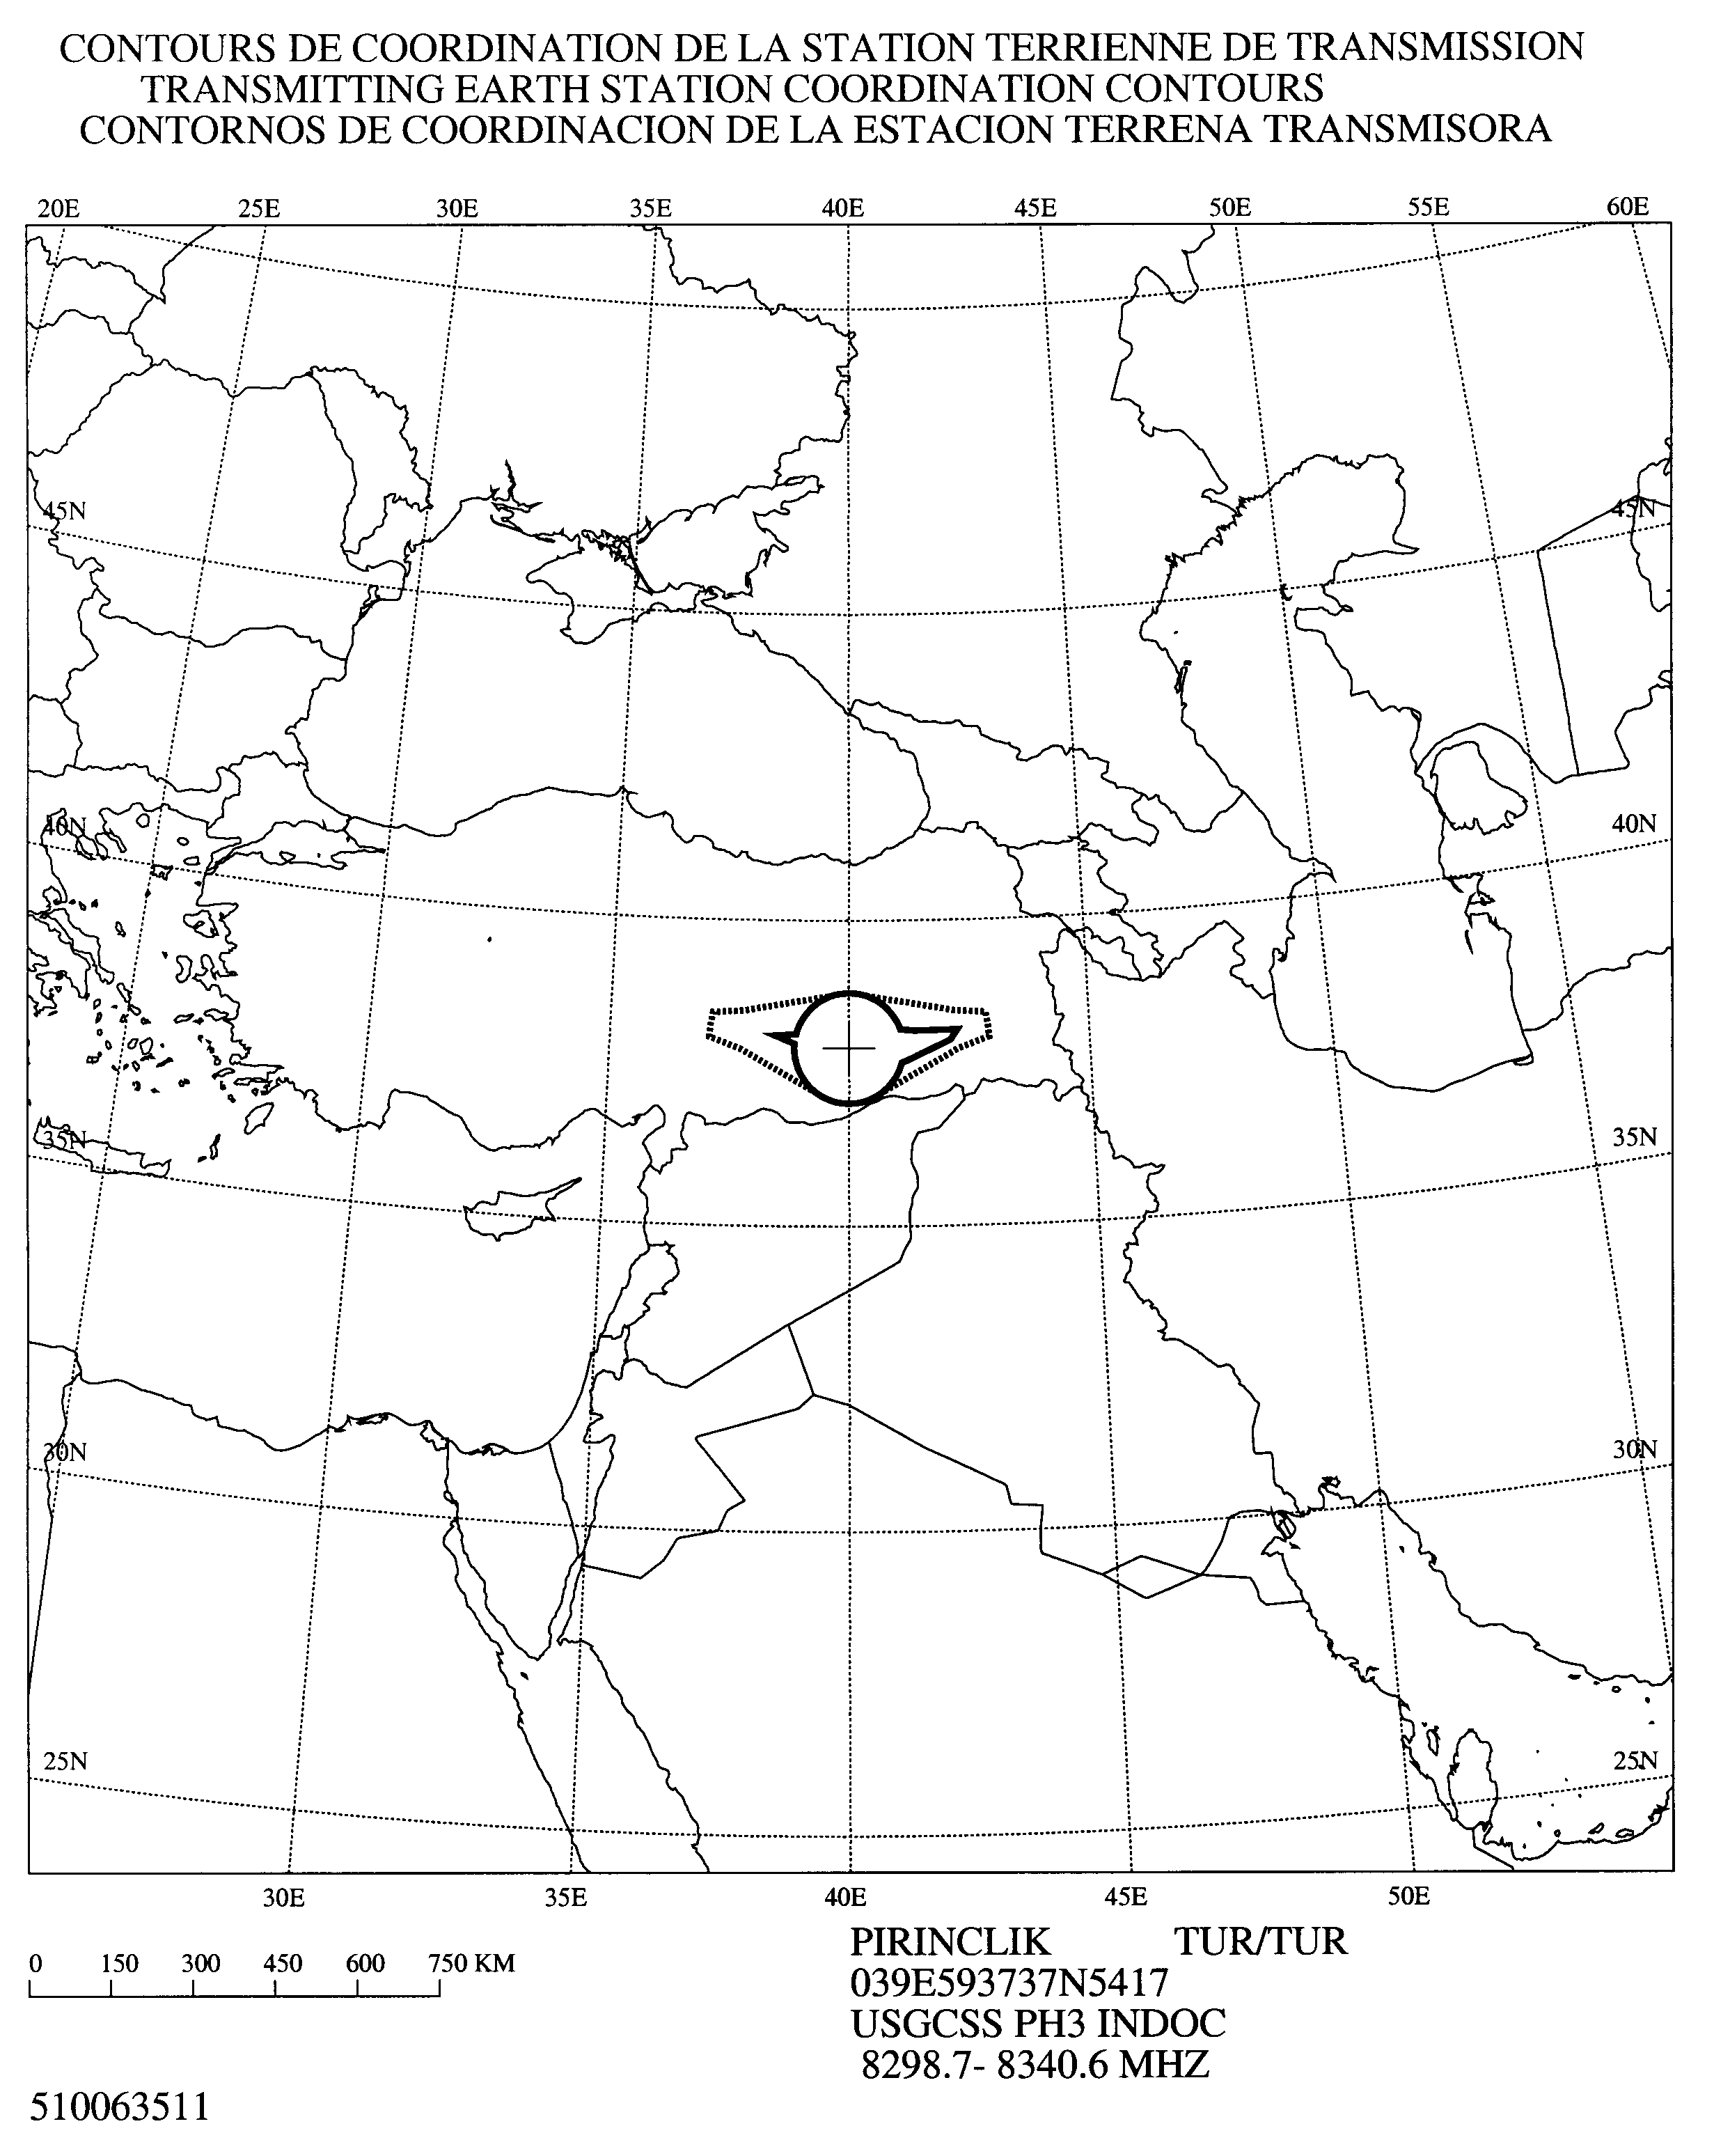 CONTOURS DE COORDINATION DE LA STATION TERRIENNE DE TRANSMISSION
TRANSMITTING EARTH STATION COORDINATION CONTOURS
CONTORNOS DE COORDINACION DE LA ESTACION TERRENA TRANSMISORA
20E 25E 30E 35E 40E 45E 50E 55E 60E
45N 45N
40N 40N
35N 35N
30N 30N
25N 25N
30E 35E 40E 45E 50E
0 150 300 450 600 750 KM
PIRINCLIK TUR/TUR
039E593737N5417
USGCSS PH3 INDOC
8298.7- 8340.6 MHZ
510063511